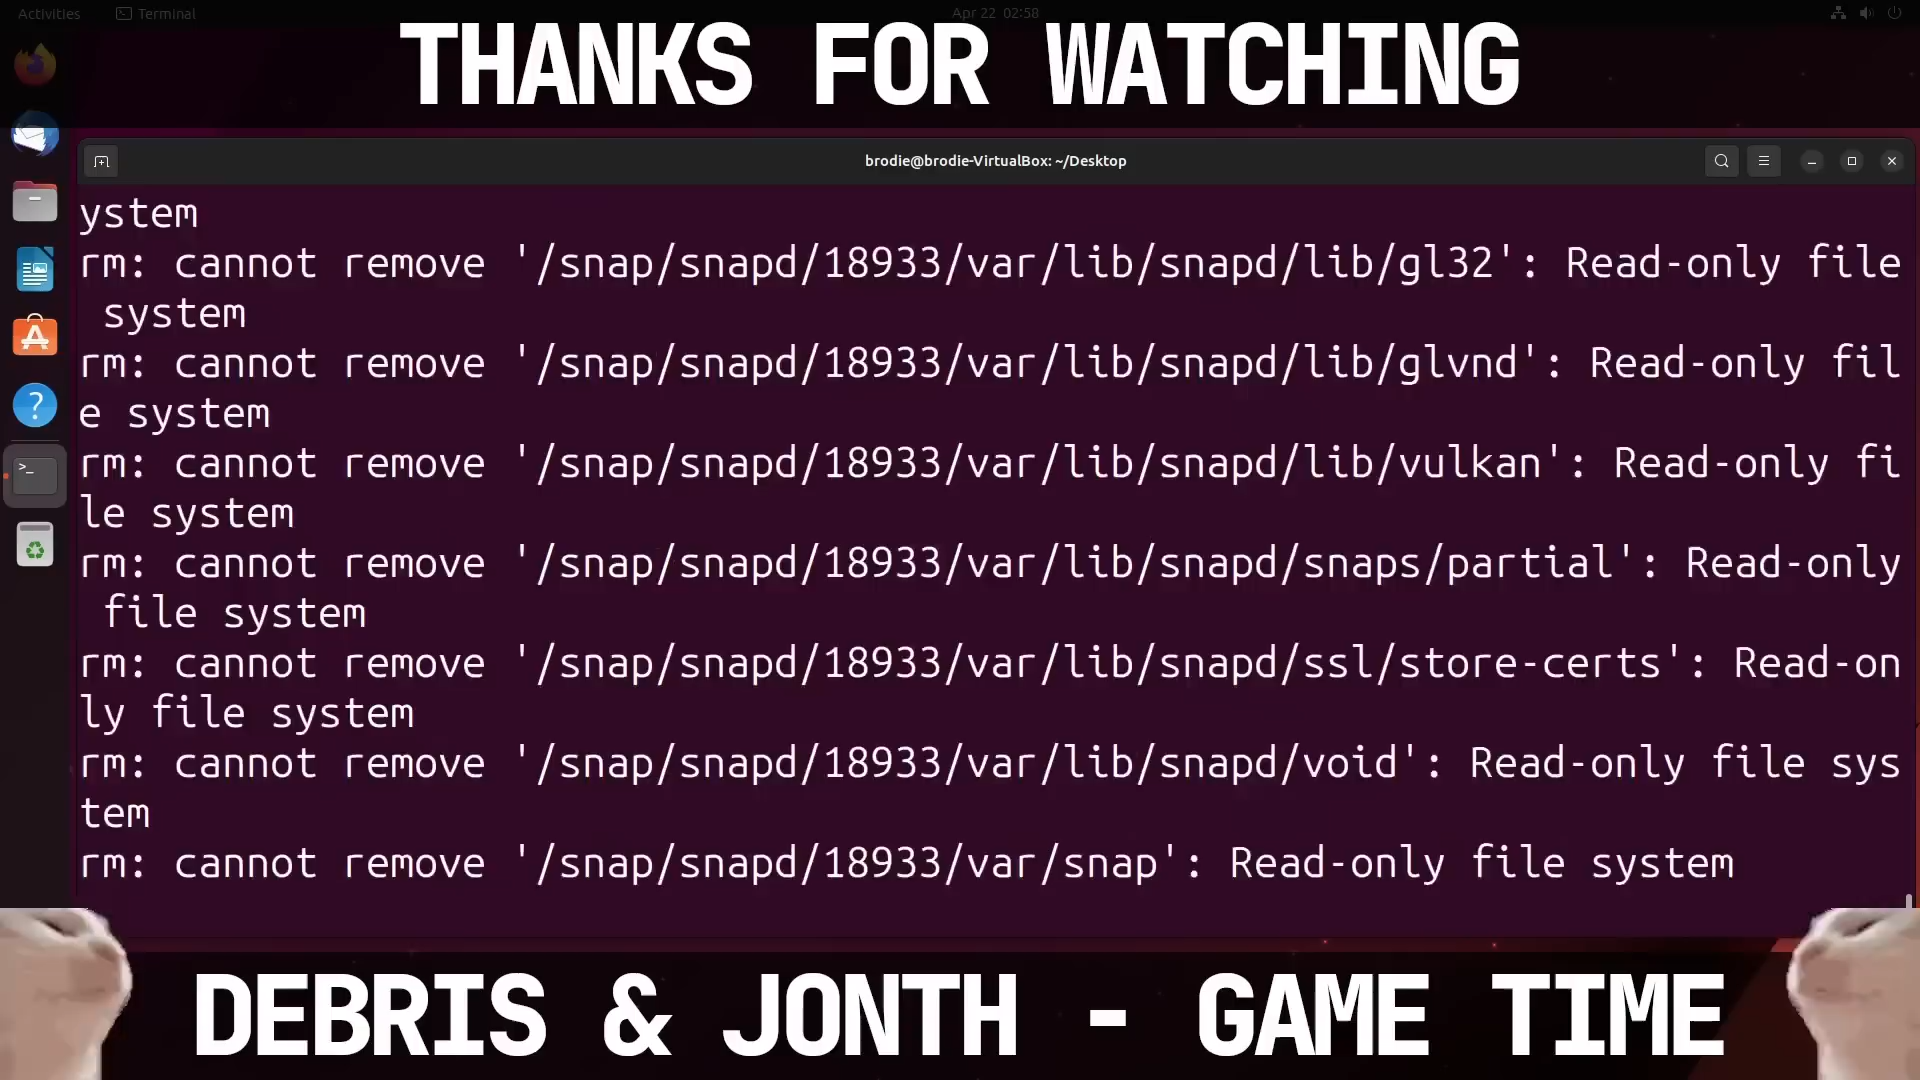 Activities Terminal Apr 22 02:58
THANKS FOR WATCHING
brodie@brodie-VirtualBox: ~/Desktop
ystem
rm: cannot remove '/snap/snapd/18933/var/lib/snapd/lib/gl32': Read-only file
 system
rm: cannot remove '/snap/snapd/18933/var/lib/snapd/lib/glvnd': Read-only fil
e system
rm: cannot remove '/snap/snapd/18933/var/lib/snapd/lib/vulkan': Read-only fi
le system
rm: cannot remove '/snap/snapd/18933/var/lib/snapd/snaps/partial': Read-only
 file system
rm: cannot remove '/snap/snapd/18933/var/lib/snapd/ssl/store-certs': Read-on
ly file system
rm: cannot remove '/snap/snapd/18933/var/lib/snapd/void': Read-only file sys
tem
rm: cannot remove '/snap/snapd/18933/var/snap': Read-only file system
DEBRIS & JONTH - GAME TIME